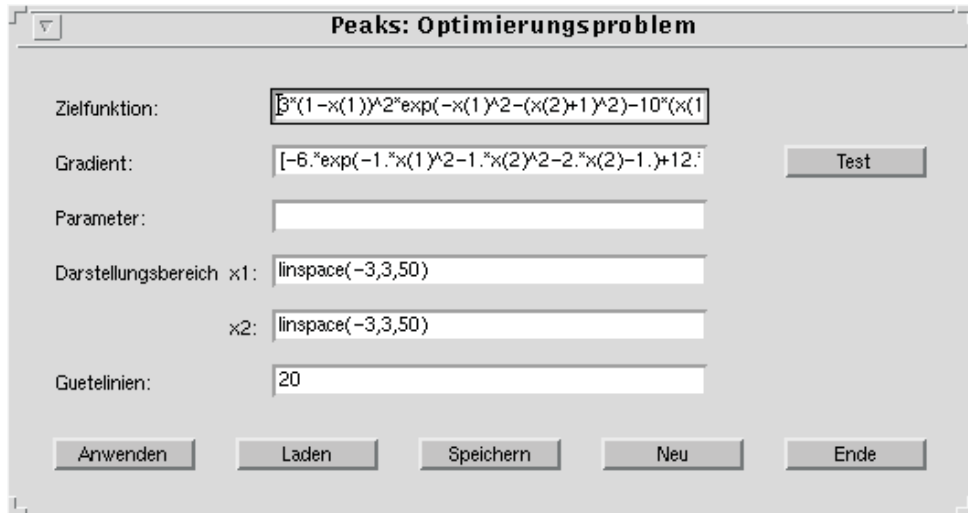 Peaks: Optimierungsproblem
Zielfunktion: 3*(1-x(1))^2*exp(-x(1)^2-(x(2)+1)^2)-10*(x(1
Gradient: [-6.*exp(-1.*x(1)^2-1.*x(2)^2-2.*x(2)-1.)+12.* Test
Parameter:
Darstellungsbereich x1: linspace(-3,3,50)
x2: linspace(-3,3,50)
Guetelinien: 20
Anwenden Laden Speichern Neu Ende